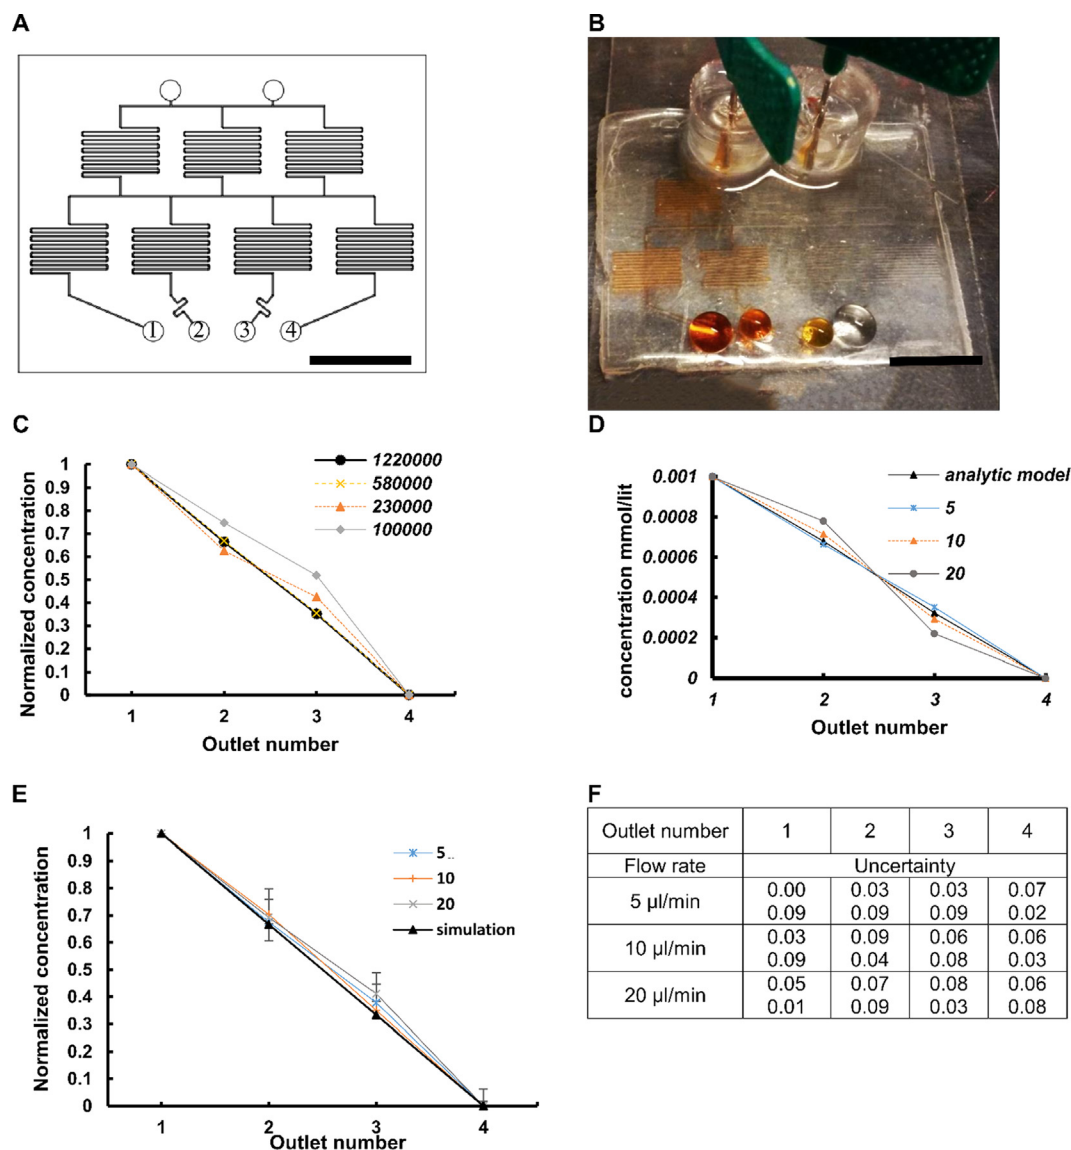 A
1
2
3
4
B
C
Normalized concentration
1
0.9
0.8
0.7
0.6
0.5
0.4
0.3
0.2
0.1
0
1220000
580000
230000
100000
1 2 3 4
Outlet number
D
concentration mmol/lit
0.001
0.0008
0.0006
0.0004
0.0002
0
analytic model
5
10
20
1 2 3 4
Outlet number
E
Normalized concentration
1
0.9
0.8
0.7
0.6
0.5
0.4
0.3
0.2
0.1
0
5..
10
20
simulation
1 2 3 4
Outlet number
F
Outlet number 1 2 3 4
Flow rate Uncertainty
5 µl/min
0.00 0.03 0.03 0.07
0.09 0.09 0.09 0.02
10 µl/min
0.03 0.09 0.06 0.06
0.09 0.04 0.08 0.03
20 µl/min
0.05 0.07 0.08 0.06
0.01 0.09 0.03 0.08